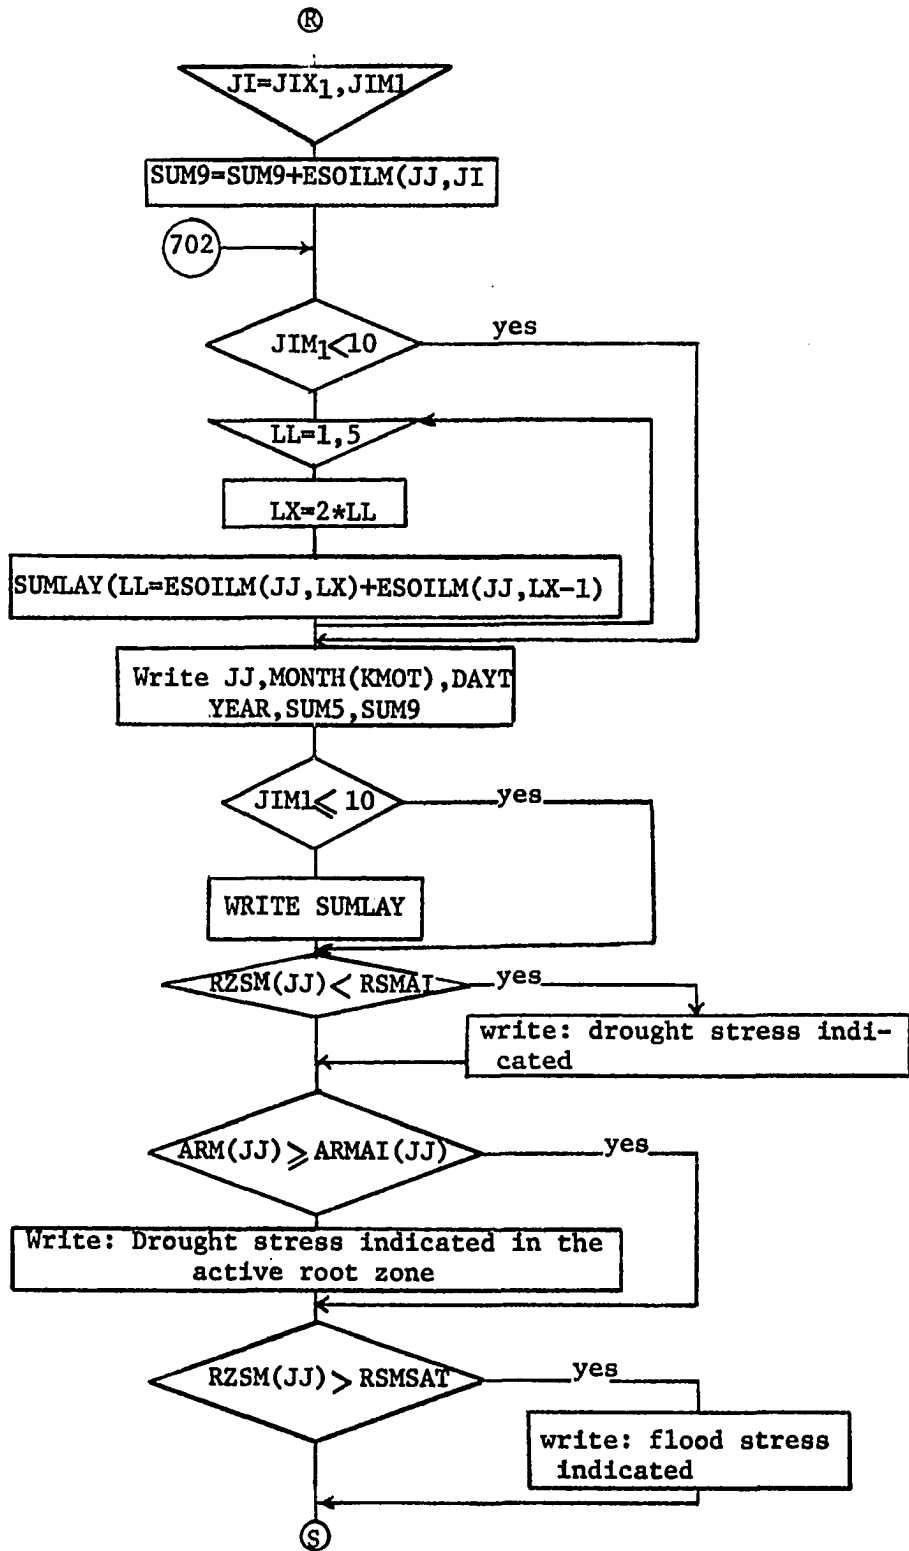 R
JI=JIX1,JIM1
SUM9=SUM9+ESOILM(JJ,JI
702
JIM1<10
yes
LL=1,5
LX=2*LL
SUMLAY(LL=ESOILM(JJ,LX)+ESOILM(JJ,LX-1)
Write JJ,MONTH(KMOT),DAYT
YEAR,SUM5,SUM9
JIM1≤ 10
yes
WRITE SUMLAY
RZSM(JJ)< RSMAI
yes
write: drought stress indi-
cated
ARM(JJ)≥ARMAI(JJ)
yes
Write: Drought stress indicated in the
active root zone
RZSM(JJ)> RSMSAT
yes
write: flood stress
indicated
S